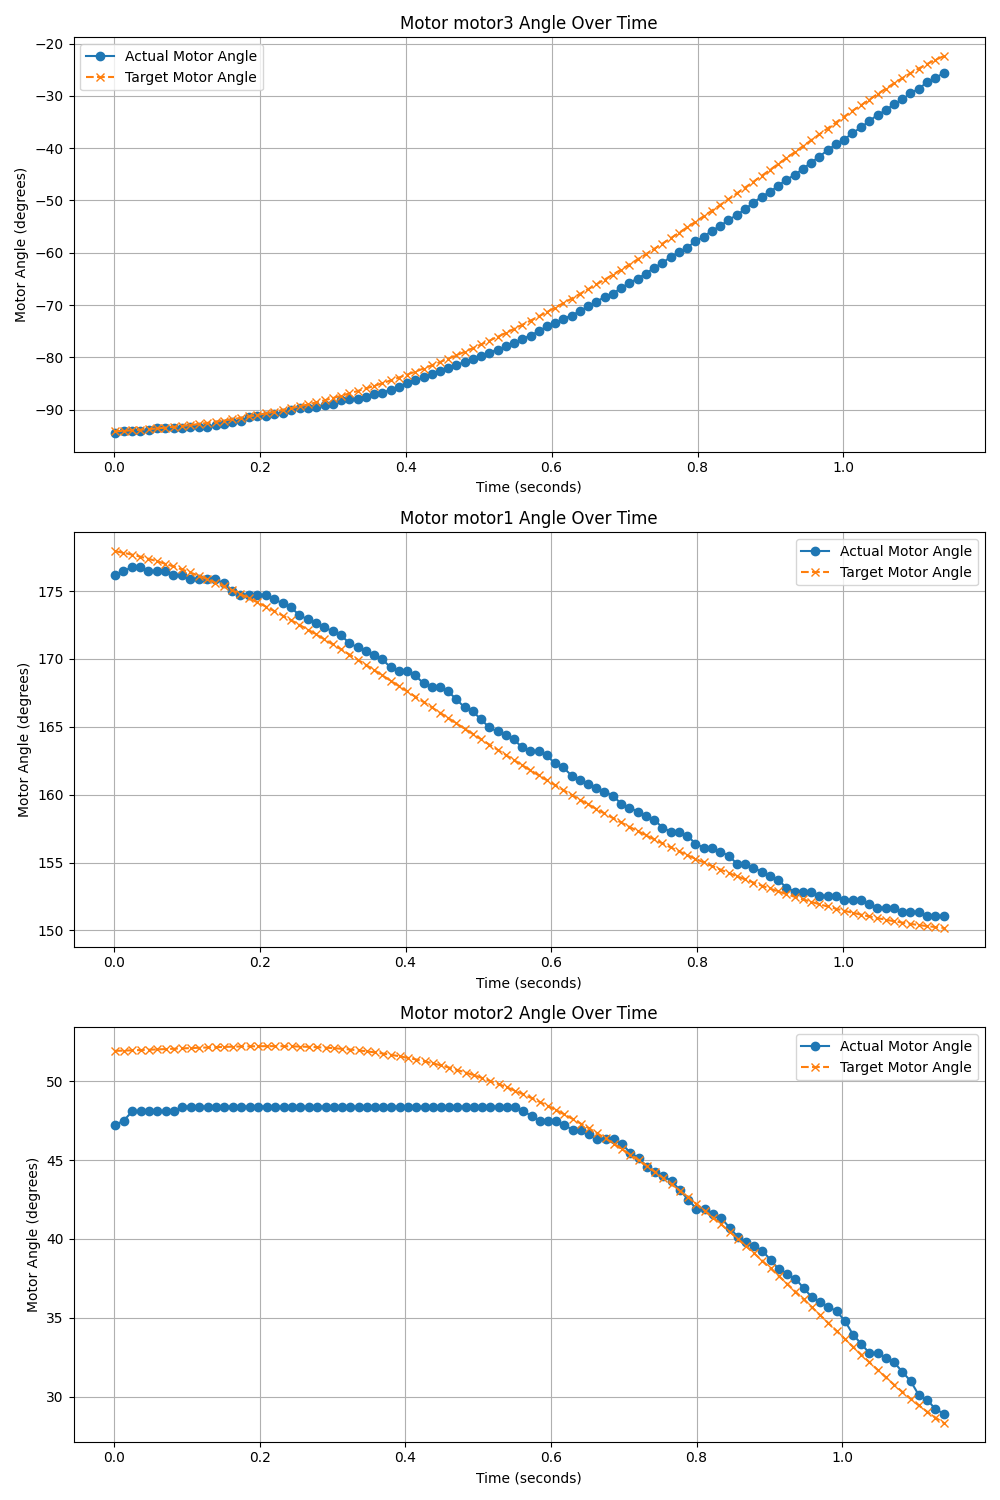 Motor motor3 Angle Over Time
Motor Angle (degrees)
−20
−30
−40
−50
−60
−70
−80
−90
Actual Motor Angle
Target Motor Angle
0.0 0.2 0.4 0.6 0.8 1.0
Time (seconds)
Motor motor1 Angle Over Time
Motor Angle (degrees)
175
170
165
160
155
150
Actual Motor Angle
Target Motor Angle
0.0 0.2 0.4 0.6 0.8 1.0
Time (seconds)
Motor motor2 Angle Over Time
Motor Angle (degrees)
50
45
40
35
30
Actual Motor Angle
Target Motor Angle
0.0 0.2 0.4 0.6 0.8 1.0
Time (seconds)